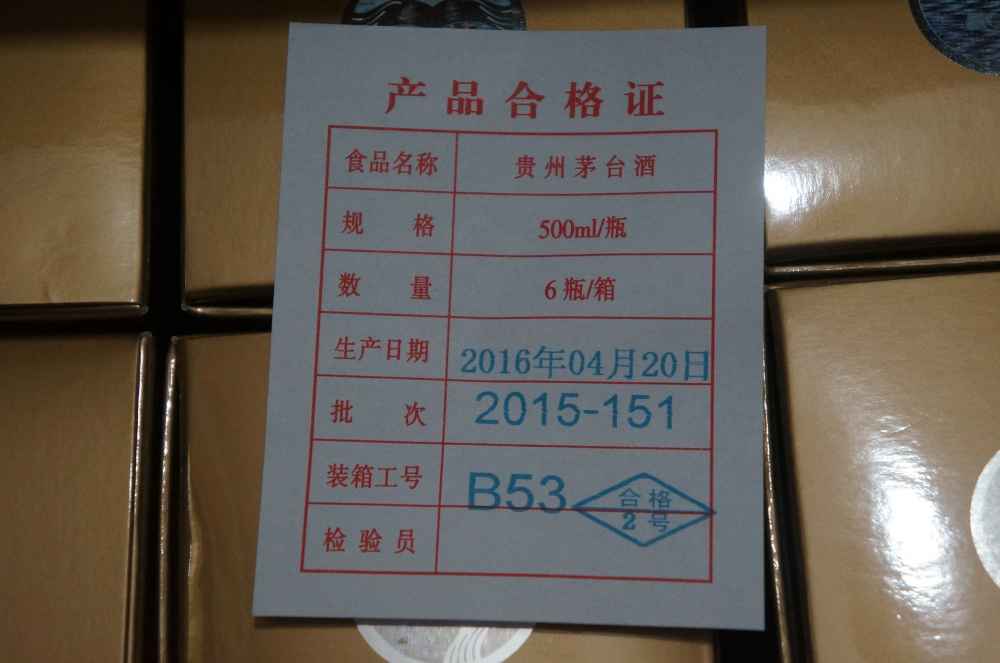 产品合格证
食品名称 贵州茅台酒
规格 500ml/瓶
数量 6瓶/箱
生产日期 2016年04月20日
批次 2015-151
装箱工号 B53
合格
2号
检验员